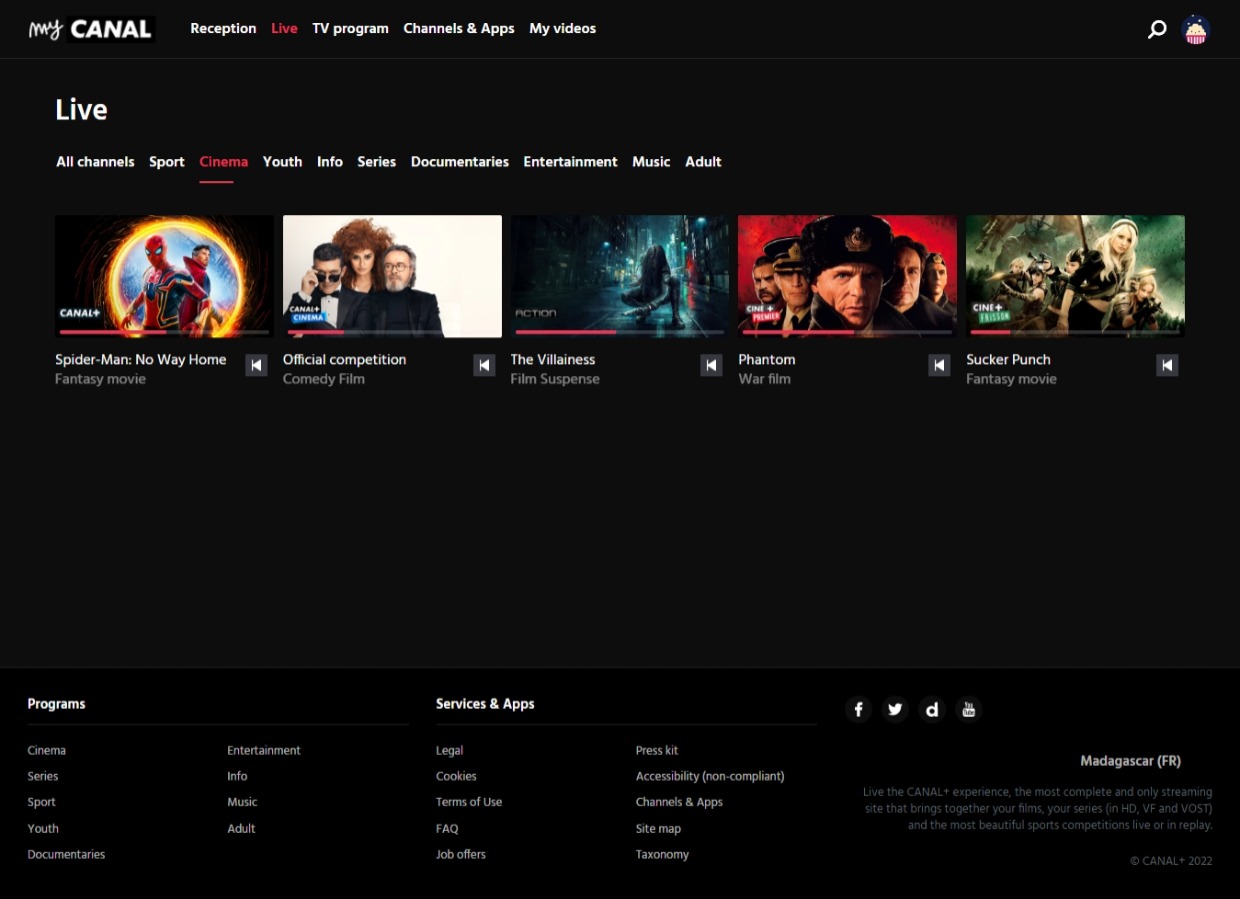 my CANAL Reception Live TV program Channels & Apps My videos
Live
All channels Sport Cinema Youth Info Series Documentaries Entertainment Music Adult
CANAL+
CANAL+
CINEMA
ACTION
CINE+
PREMIER
CINE+
FRISSON
Spider-Man: No Way Home
Fantasy movie
Official competition
Comedy Film
The Villainess
Film Suspense
Phantom
War film
Sucker Punch
Fantasy movie
Programs
Cinema
Series
Sport
Youth
Documentaries
Entertainment
Info
Music
Adult
Services & Apps
Legal
Cookies
Terms of Use
FAQ
Job offers
Press kit
Accessibility (non-compliant)
Channels & Apps
Site map
Taxonomy
You Tube
Madagascar (FR)
Live the CANAL+ experience, the most complete and only streaming
site that brings together your films, your series (in HD, VF and VOST)
and the most beautiful sports competitions live or in replay.
© CANAL+ 2022